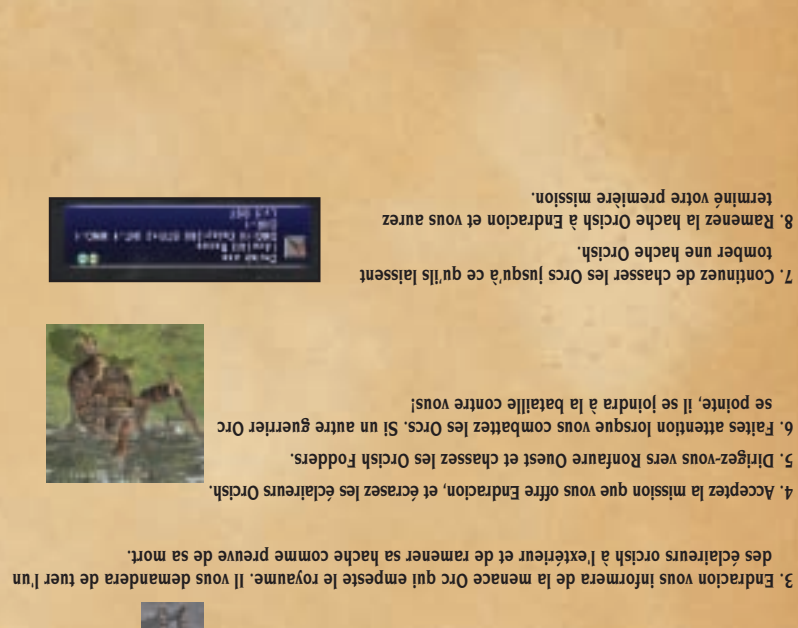 3. Endracion vous informera de la menace Orc qui empeste le royaume. Il vous demandera de tuer l'un
des éclaireurs orcish à l'extérieur et de ramener sa hache comme preuve de sa mort.
4. Acceptez la mission que vous offre Endracion, et écrasez les éclaireurs Orcish.
5. Dirigez-vous vers Ronfaure Ouest et chassez les Orcish Fodders.
6. Faites attention lorsque vous combattez les Orcs. Si un autre guerrier Orc
se pointe, il se joindra à la bataille contre vous!
7. Continuez de chasser les Orcs jusqu'à ce qu'ils laissent
tomber une hache Orcish.
8. Ramenez la hache Orcish à Endracion et vous aurez
terminé votre première mission.
Orcish axe